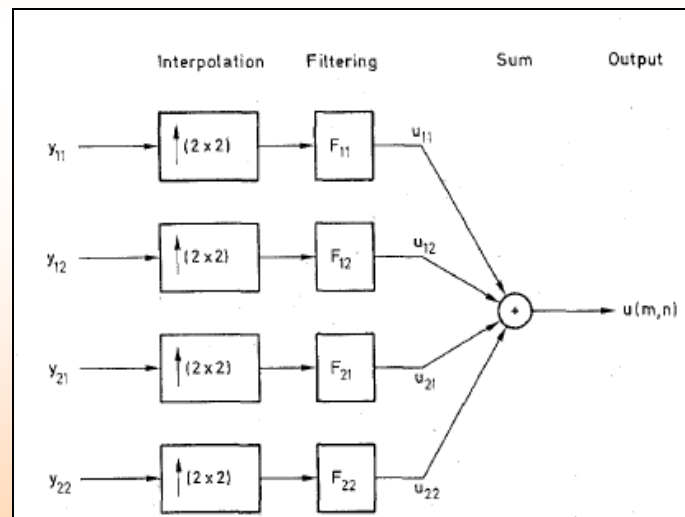 Interpolation Filtering Sum Output
y11 ↑(2×2) F11 u11
y12 ↑(2×2) F12 u12
+ u(m,n)
y21 ↑(2×2) F21 u21
y22 ↑(2×2) F22 u22